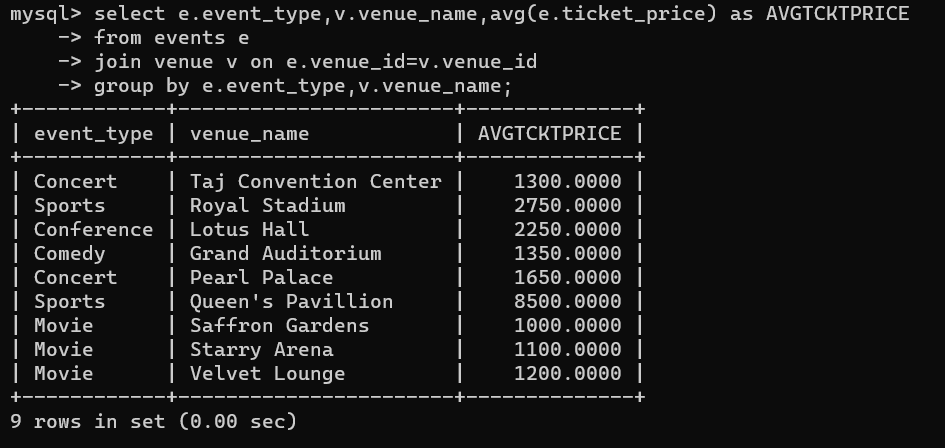 mysql> select e.event_type,v.venue_name,avg(e.ticket_price) as AVGTCKTPRICE
    -> from events e
    -> join venue v on e.venue_id=v.venue_id
    -> group by e.event_type,v.venue_name;
+------------+-----------------------+--------------+
| event_type | venue_name            | AVGTCKTPRICE |
+------------+-----------------------+--------------+
| Concert    | Taj Convention Center |    1300.0000 |
| Sports     | Royal Stadium         |    2750.0000 |
| Conference | Lotus Hall            |    2250.0000 |
| Comedy     | Grand Auditorium      |    1350.0000 |
| Concert    | Pearl Palace          |    1650.0000 |
| Sports     | Queen's Pavillion     |    8500.0000 |
| Movie      | Saffron Gardens       |    1000.0000 |
| Movie      | Starry Arena          |    1100.0000 |
| Movie      | Velvet Lounge         |    1200.0000 |
+------------+-----------------------+--------------+
9 rows in set (0.00 sec)